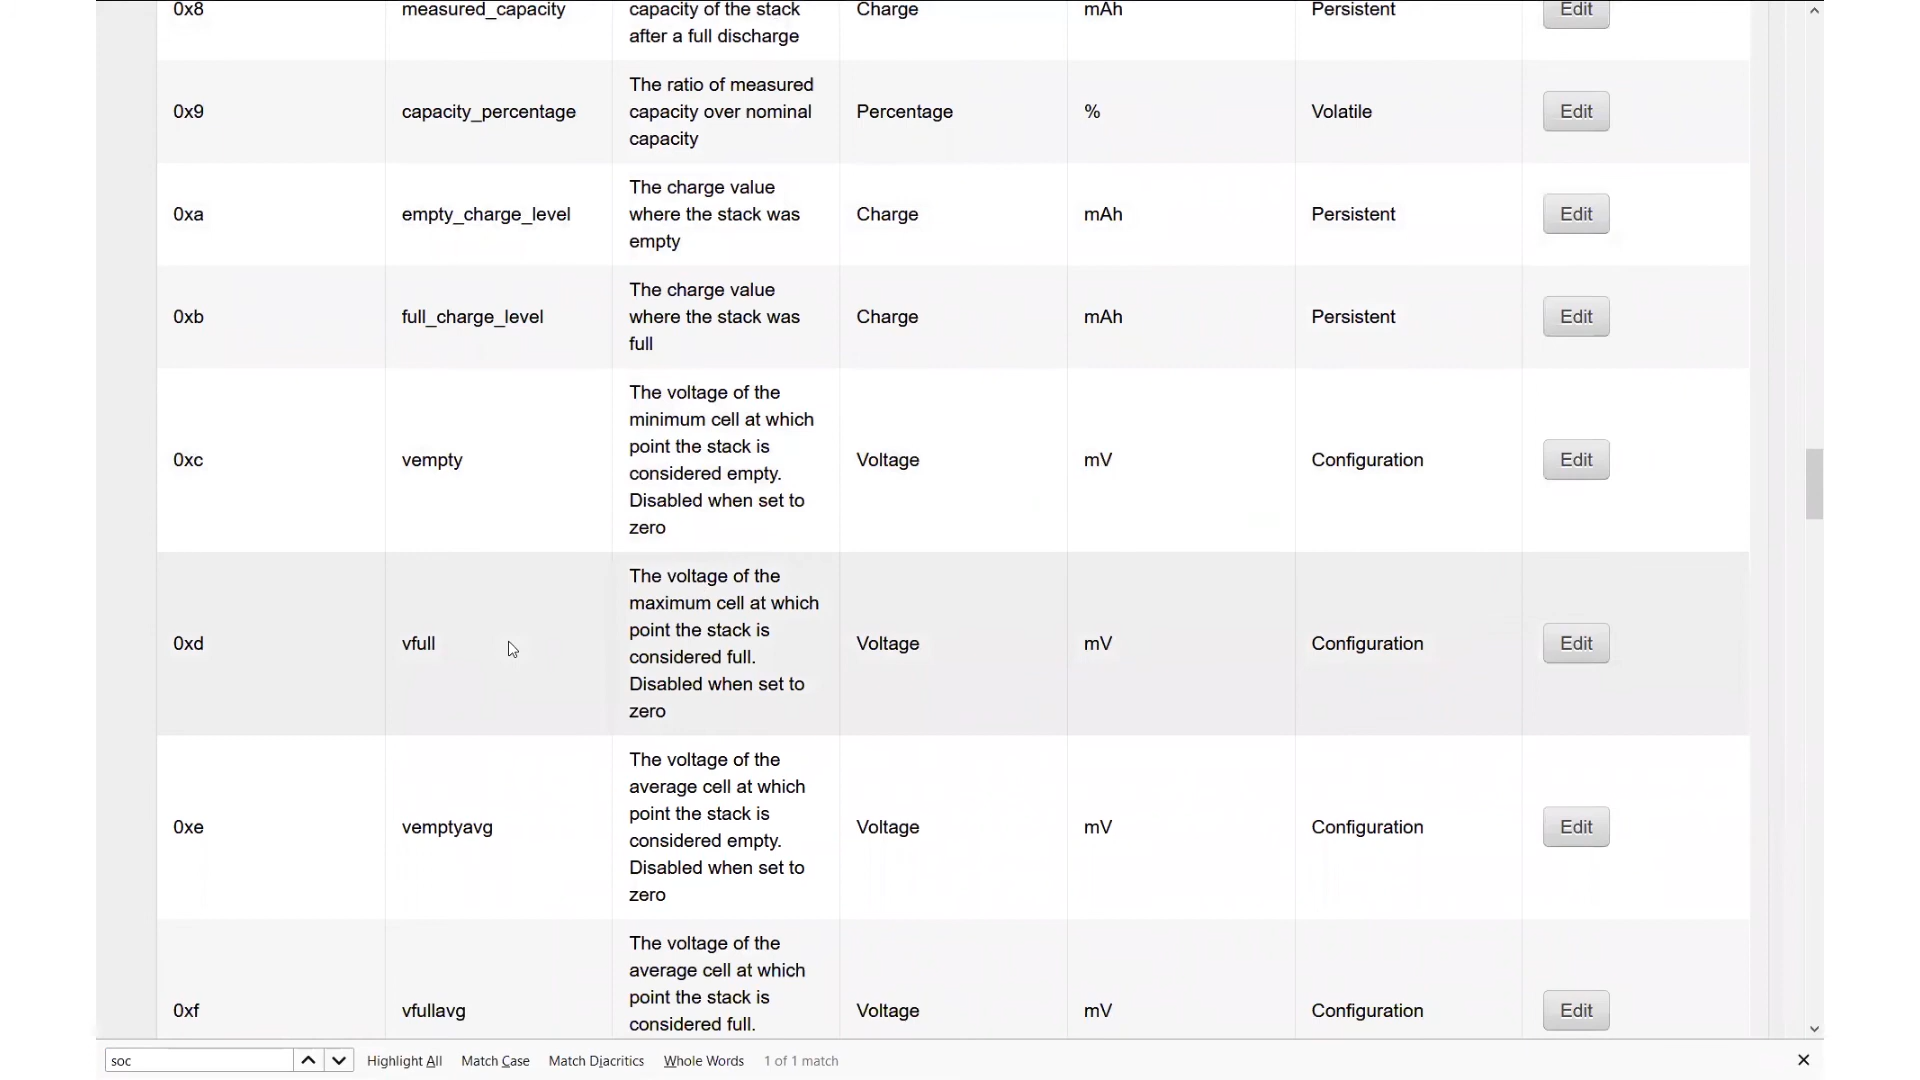 0x8 measured_capacity capacity of the stack Charge mAh Persistent Edit
after a full discharge
The ratio of measured
0x9 capacity_percentage capacity over nominal Percentage % Volatile Edit
capacity
The charge value
0xa empty_charge_level where the stack was Charge mAh Persistent Edit
empty
The charge value
0xb full_charge_level where the stack was Charge mAh Persistent Edit
full
The voltage of the
minimum cell at which
point the stack is
0xc vempty considered empty. Voltage mV Configuration Edit
Disabled when set to
zero
The voltage of the
maximum cell at which
point the stack is
0xd vfull considered full. Voltage mV Configuration Edit
Disabled when set to
zero
The voltage of the
average cell at which
point the stack is
0xe vemptyavg considered empty. Voltage mV Configuration Edit
Disabled when set to
zero
The voltage of the
average cell at which
point the stack is
0xf vfullavg considered full. Voltage mV Configuration Edit
soc Highlight All Match Case Match Diacritics Whole Words 1 of 1 match